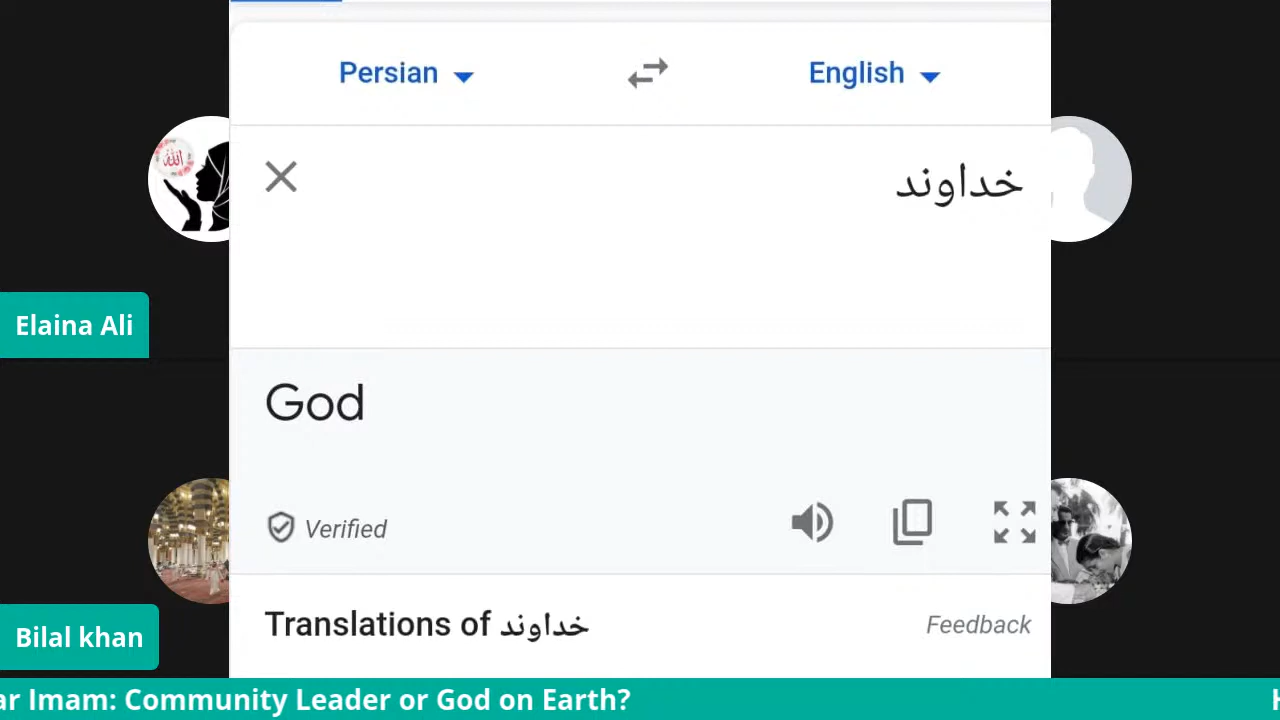 Persian
English
خداوند
الله
Elaina Ali
God
Verified
Translations of خداوند
Feedback
Bilal khan
ar Imam: Community Leader or God on Earth?